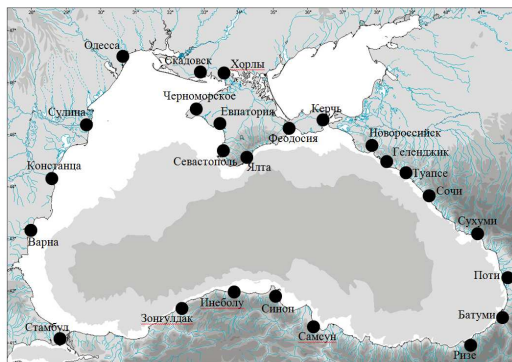 Одесса
Скадовск
Хорлы
Черноморское
Евпатория
Керчь
Сулина
Феодосия
Новороссийск
Севастополь
Геленджик
Ялта
Туапсе
Констанца
Сочи
Сухуми
Варна
Поти
Инеболу
Синоп
Зонгулдак
Батуми
Стамбул
Самсун
Ризе